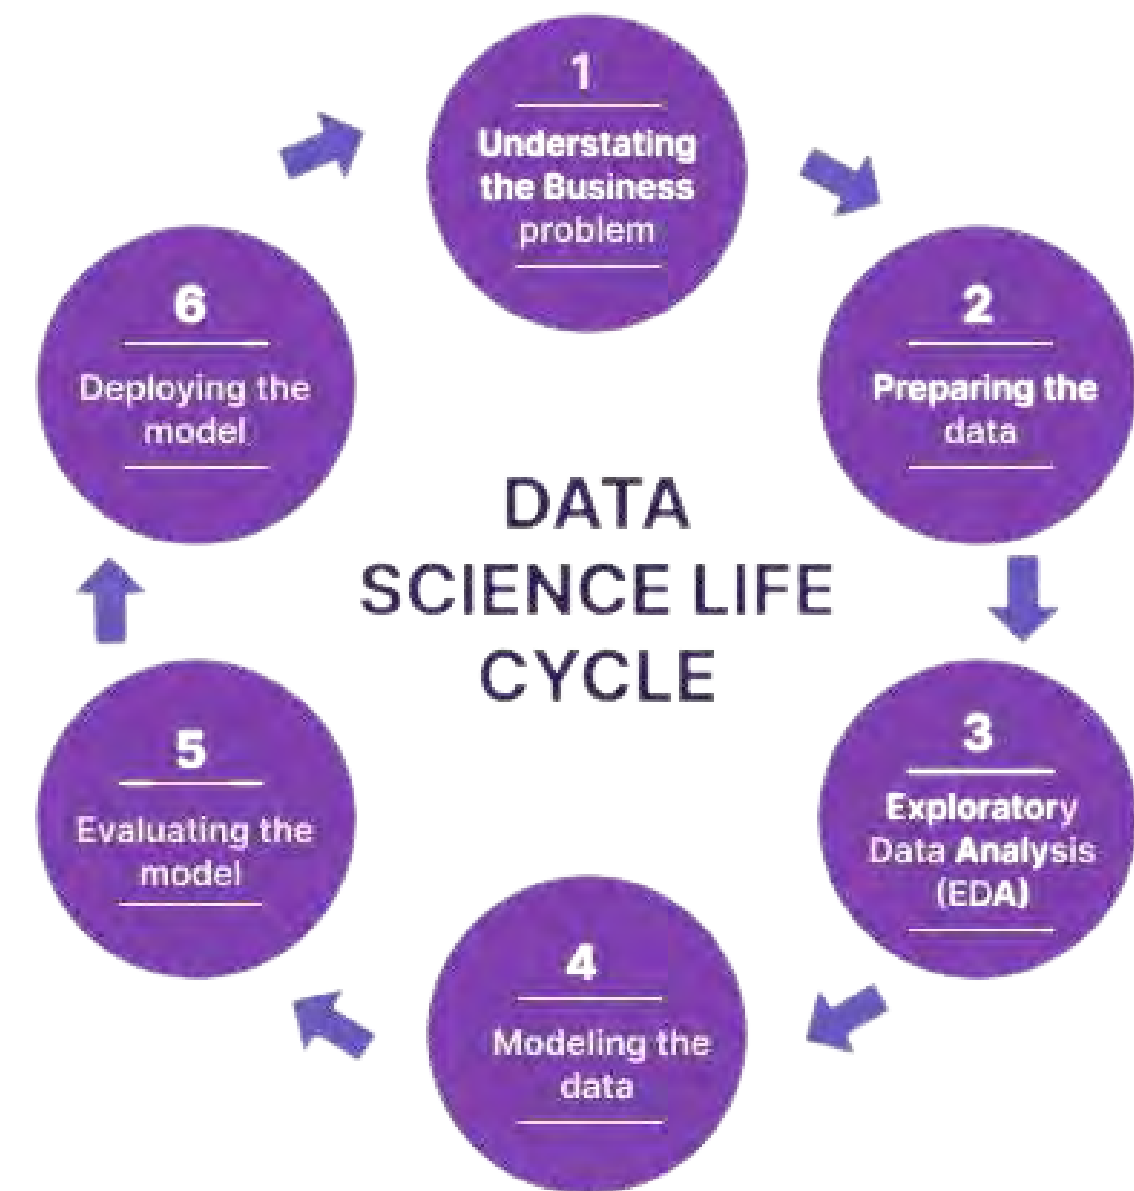 1
Understating
the Business
problem
2
Preparing the
data
3
Exploratory
Data Analysis
(EDA)
4
Modeling the
data
5
Evaluating the
model
6
Deploying the
model
DATA
SCIENCE LIFE
CYCLE